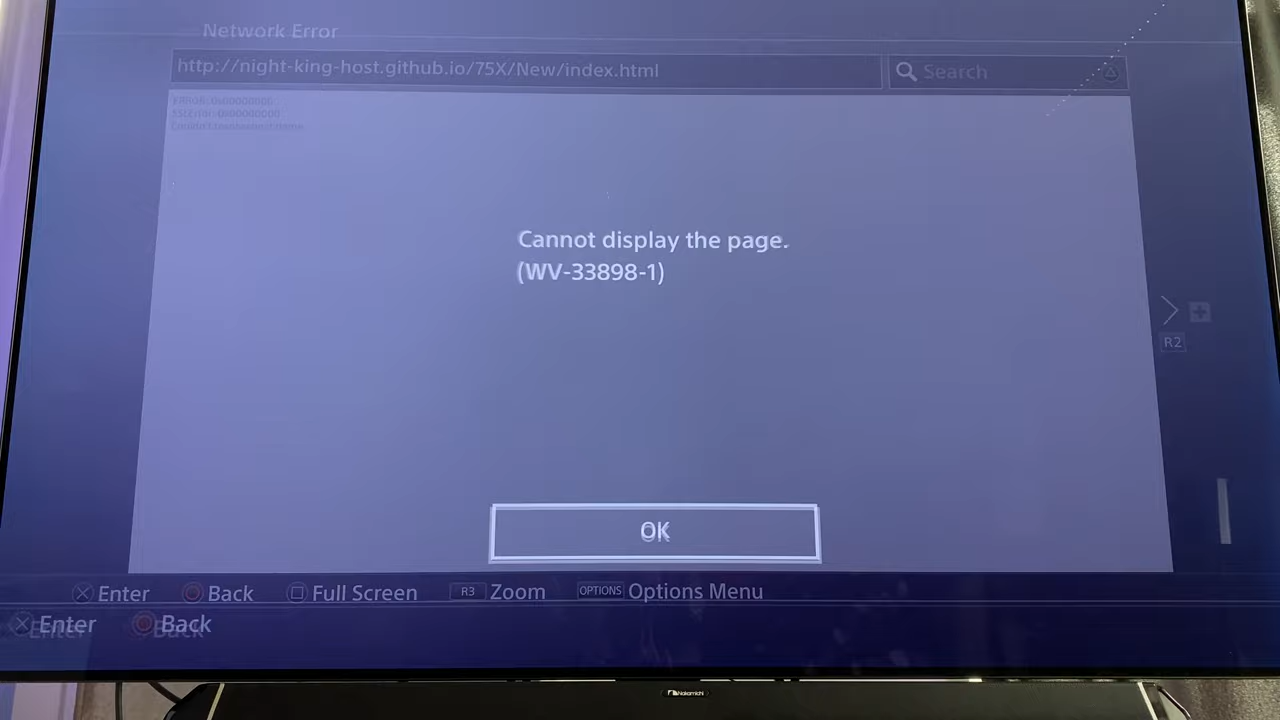 Network Error
http://night-king-host.github.io/75X/New/index.html
Search
Cannot display the page.
(WV-33898-1)
R2
OK
Enter Back Full Screen R3 Zoom OPTIONS Options Menu
Enter Back
Nakamichi